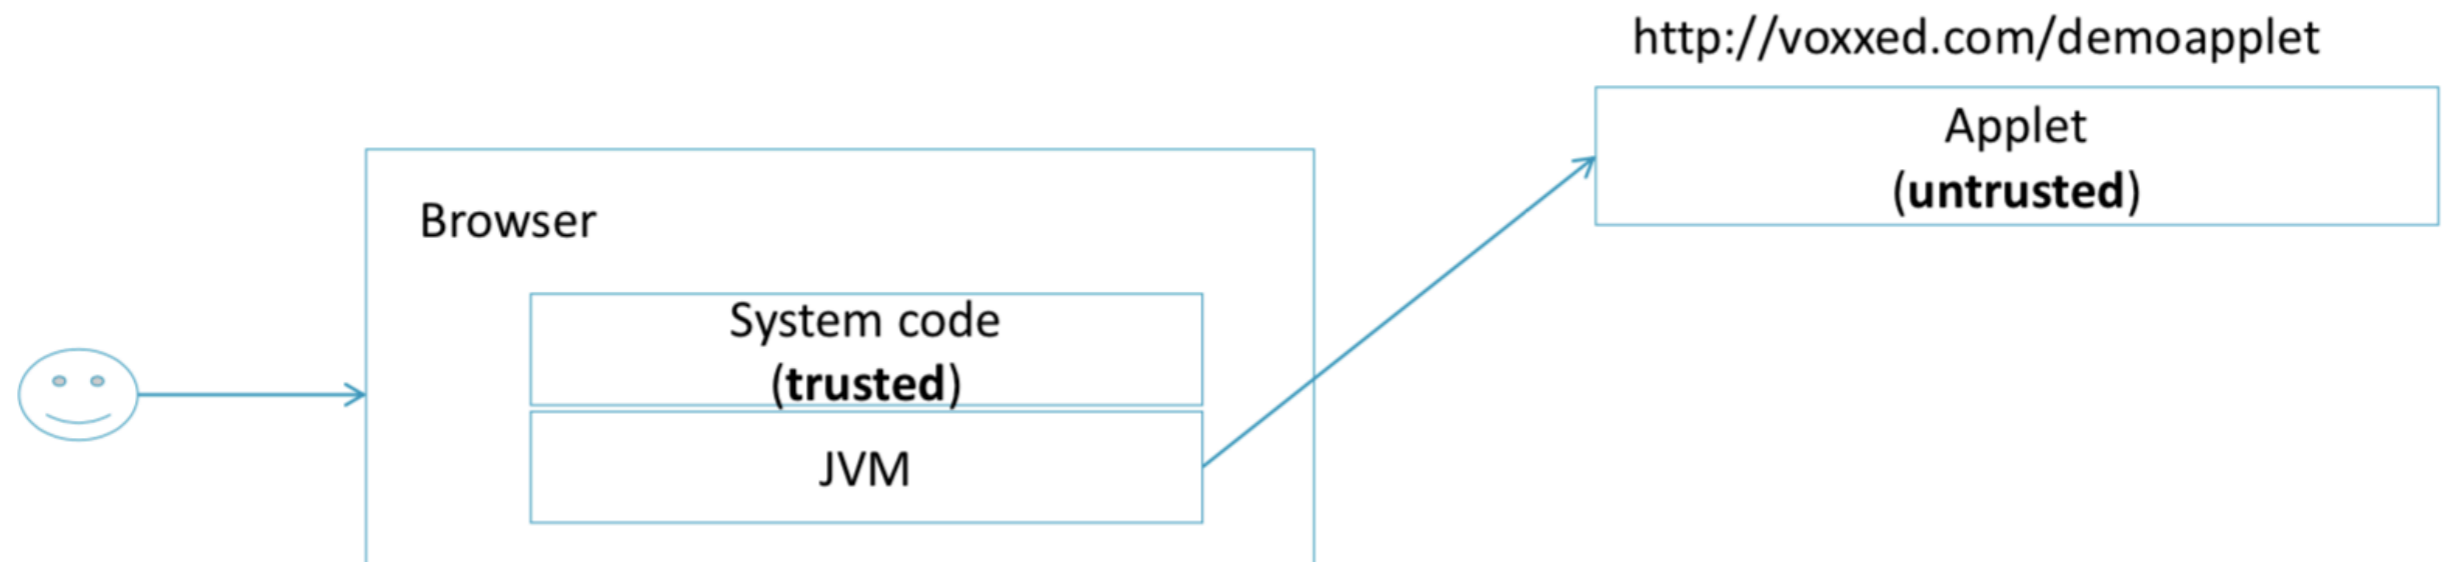 http://voxxed.com/demoapplet
Applet
(untrusted)
Browser
System code
(trusted)
JVM